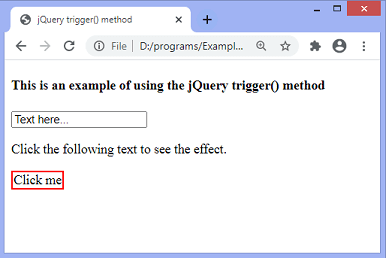 jQuery trigger() method
File
D:/programs/Exampl...
This is an example of using the jQuery trigger() method
Text here...
Click the following text to see the effect.
Click me